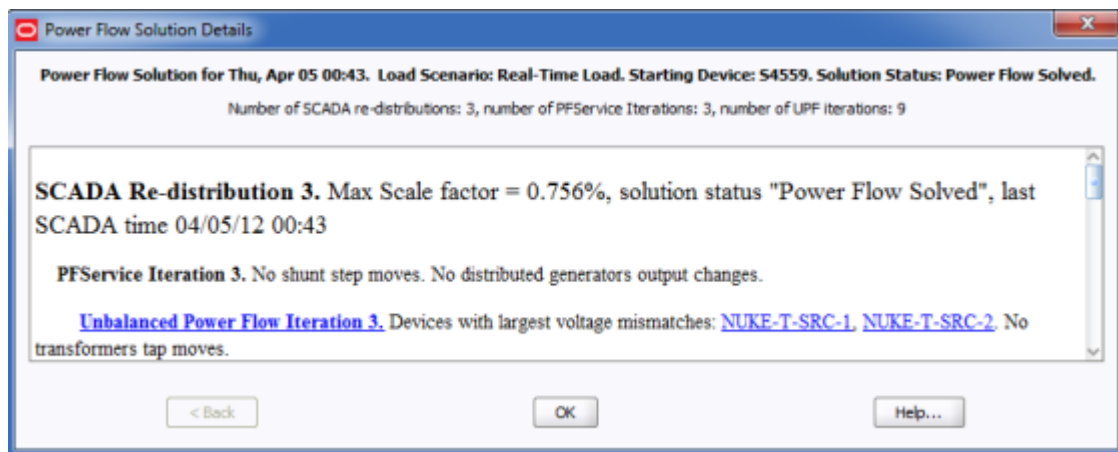 Power Flow Solution Details
Power Flow Solution for Thu, Apr 05 00:43. Load Scenario: Real-Time Load. Starting Device: S4559. Solution Status: Power Flow Solved.
Number of SCADA re-distributions: 3, number of PFService Iterations: 3, number of UPF iterations: 9
SCADA Re-distribution 3. Max Scale factor = 0.756%, solution status "Power Flow Solved", last
SCADA time 04/05/12 00:43
PFService Iteration 3. No shunt step moves. No distributed generators output changes.
Unbalanced Power Flow Iteration 3. Devices with largest voltage mismatches: NUKE-T-SRC-1, NUKE-T-SRC-2. No
transformers tap moves.
< Back OK Help...